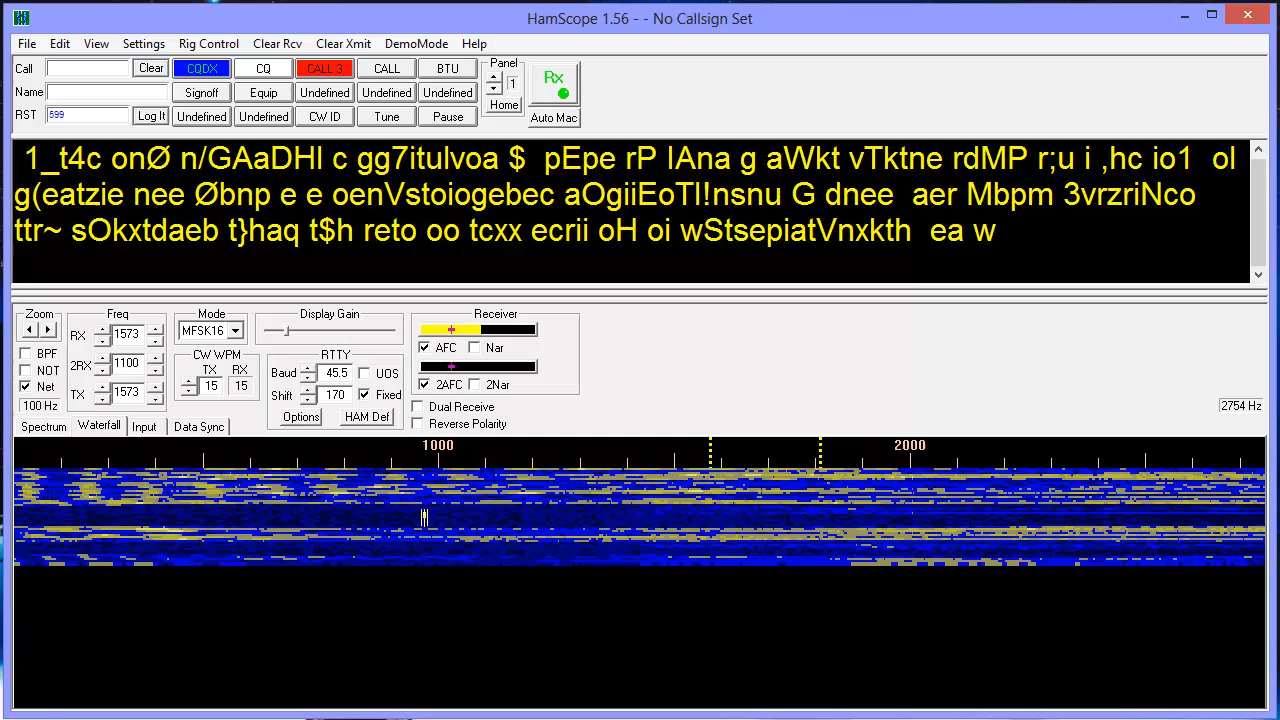 HamScope 1.56 - - No Callsign Set
File Edit View Settings Rig Control Clear Rcv Clear Xmit DemoMode Help
Call Clear CQDX CQ CALL 3 CALL BTU
Panel
1
Home
Rx
Auto Mac
Name Signoff Equip Undefined Undefined Undefined
RST 599 Log It Undefined Undefined CW ID Tune Pause
1_t4c onØ n/GAaDHl c gg7itulvoa $ pEpe rP lAna g aWkt vTktne rdMP r;u i ,hc io1 ol
g(eatzie nee Øbnp e e oenVstoiogebec aOgiiEoTl!nsnu G dnee aer Mbpm 3vrzriNco
ttr~ sOkxtdaeb t}haq t$h reto oo tcxx ecrii oH oi wStsepiatVnxkth ea w
Zoom
BPF
NOT
Net
100 Hz
Freq
RX 1573
2RX 1100
TX 1573
Mode
MFSK16
CW WPM
TX RX
15 15
Display Gain
RTTY
Baud 45.5 UOS
Shift 170 Fixed
Options HAM Def
Receiver
AFC Nar
2AFC 2Nar
Dual Receive
Reverse Polarity
2754 Hz
Spectrum Waterfall Input Data Sync
1000 2000